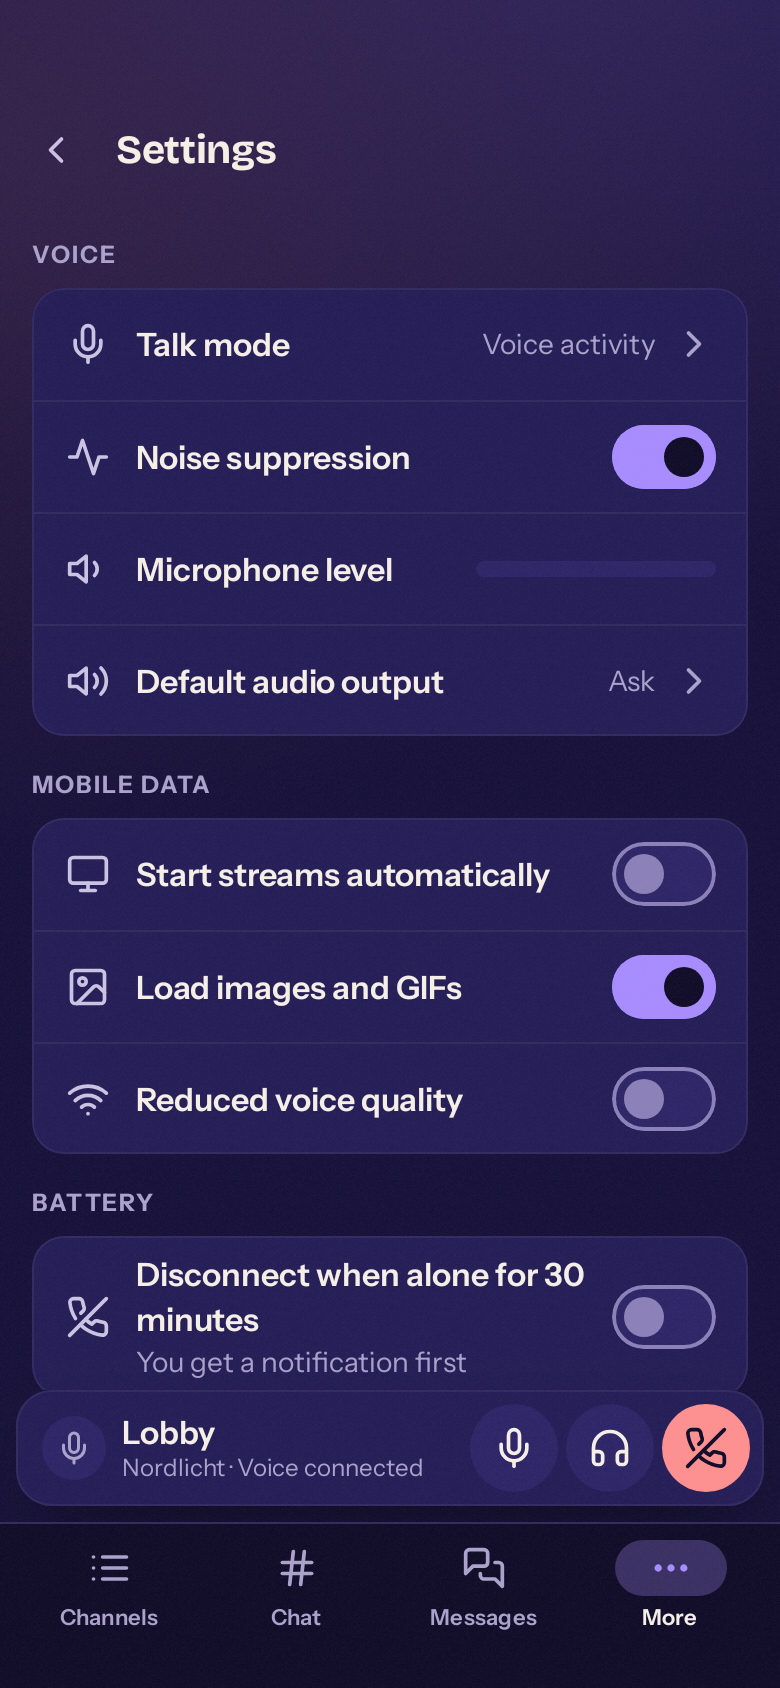 Settings
VOICE
Talk mode
Voice activity
Noise suppression
Microphone level
Default audio output
Ask
MOBILE DATA
Start streams automatically
Load images and GIFs
Reduced voice quality
BATTERY
Disconnect when alone for 30
minutes
You get a notification first
Lobby
Nordlicht · Voice connected
Channels
Chat
Messages
More